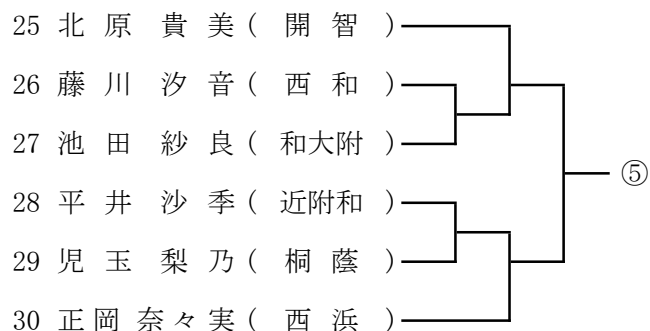 25 北原貴美(開智)
26 藤川汐音(西和)
27 池田紗良(和大附)
28 平井沙季(近附和)
29 児玉梨乃(桐蔭)
30 正岡奈々実(西浜)
⑤